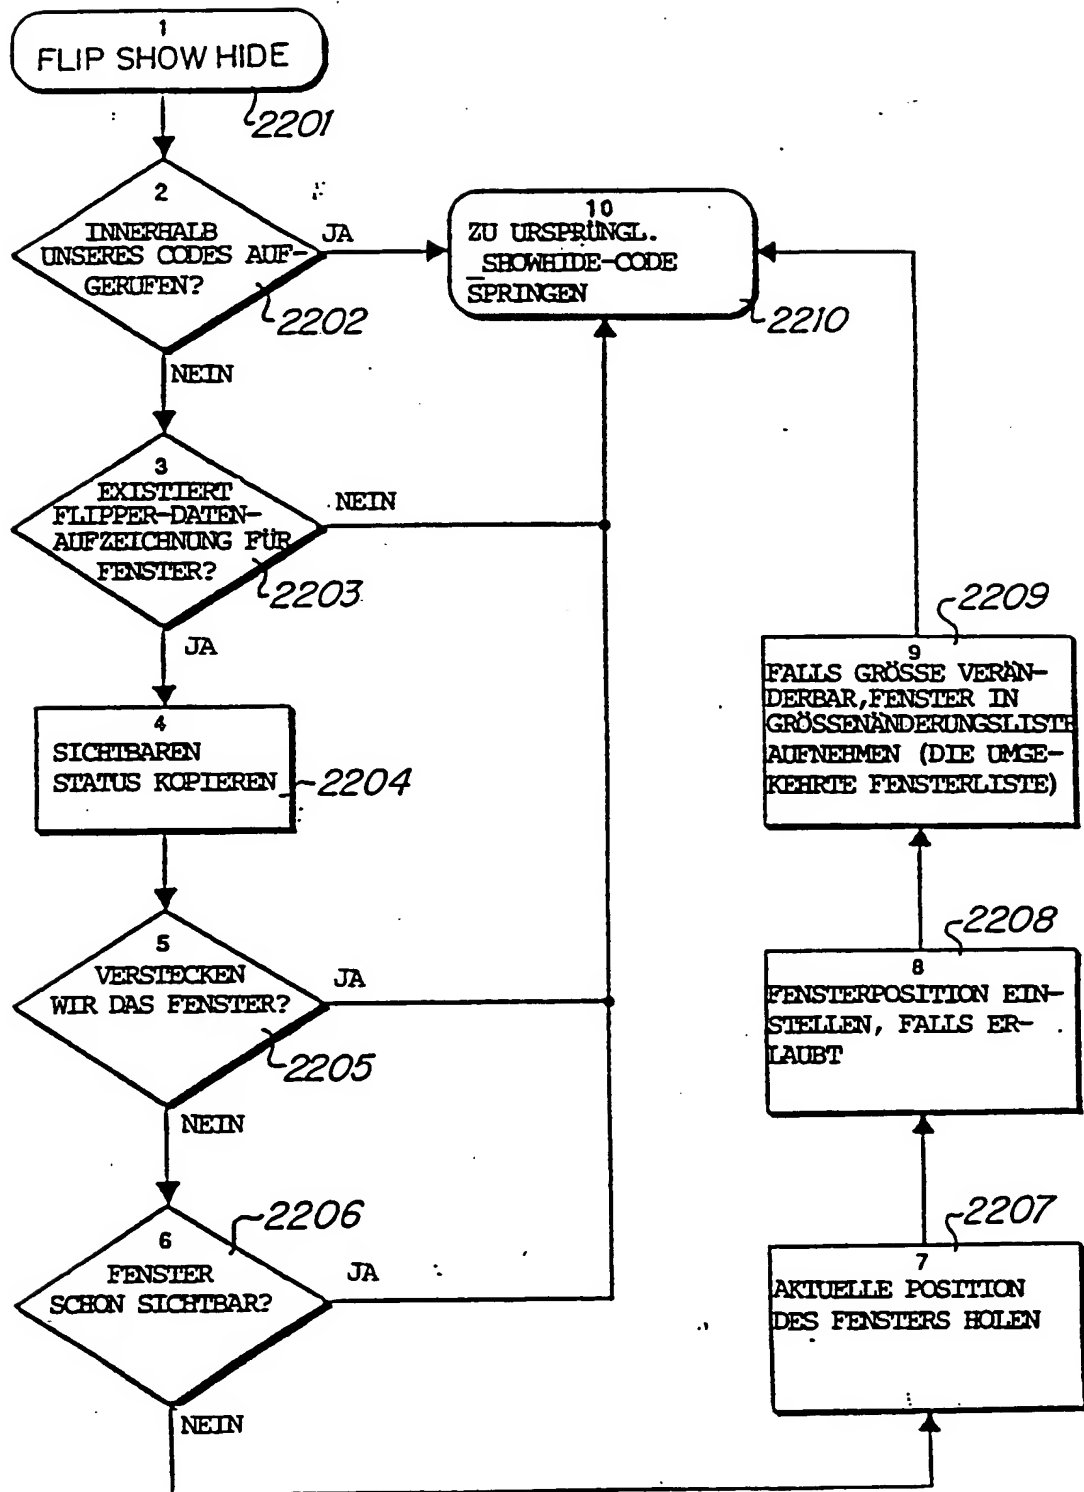 1
FLIP SHOW HIDE
2201
2
INNERHALB
UNSERES CODES AUF-
GERUFEN?
2202
JA
NEIN
10
ZU URSPRÜNGL.
_SHOWHIDE-CODE
SPRINGEN
2210
3
EXISTIERT
FLIPPER-DATEN-
AUFZEICHNUNG FÜR
FENSTER?
2203
NEIN
JA
4
SICHTBAREN
STATUS KOPIEREN
2204
5
VERSTECKEN
WIR DAS FENSTER?
2205
JA
NEIN
6
FENSTER
SCHON SICHTBAR?
2206
JA
NEIN
7
AKTUELLE POSITION
DES FENSTERS HOLEN
2207
8
FENSTERPOSITION EIN-
STELLEN, FALLS ER-
LAUBT
2208
9
FALLS GRÖSSE VERÄN-
DERBAR,FENSTER IN
GRÖSSENÄNDERUNGSLISTE
AUFNEHMEN (DIE UMGE-
KEHRTE FENSTERLISTE)
2209